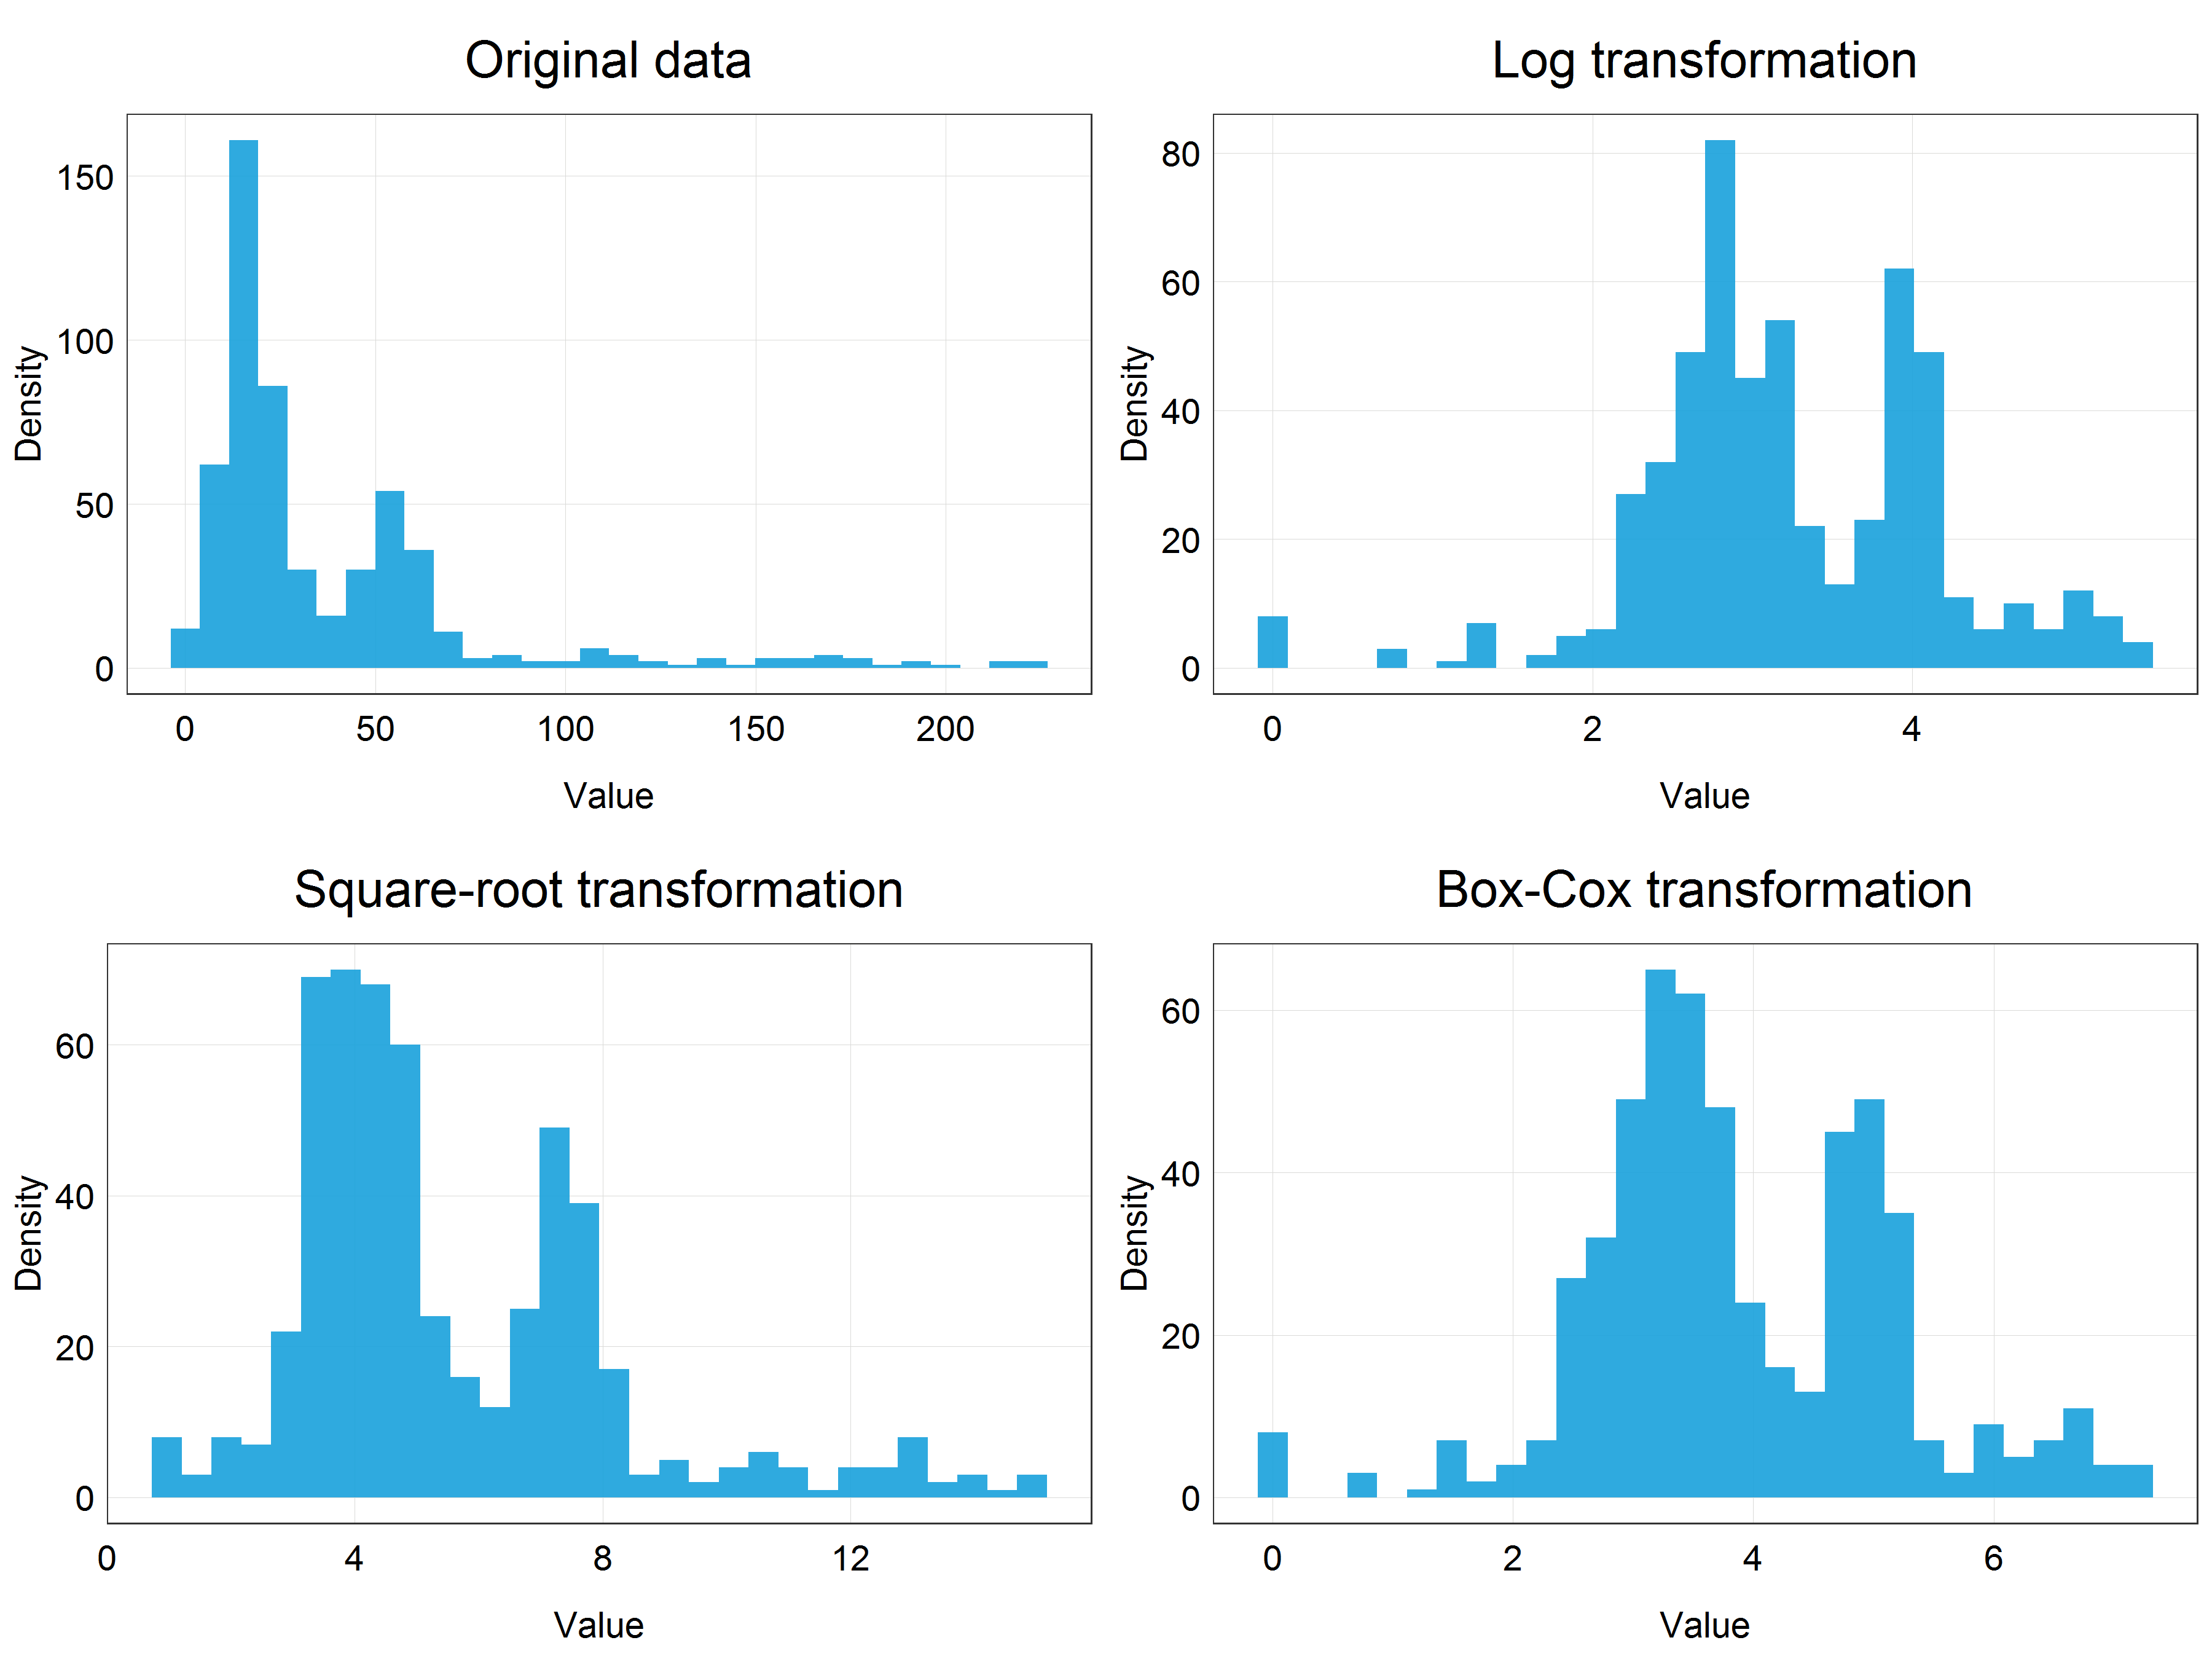 Original data
Density
150
100
50
0
0 50 100 150 200
Value
Log transformation
Density
80
60
40
20
0
0 2 4
Value
Square-root transformation
Density
60
40
20
0
0 4 8 12
Value
Box-Cox transformation
Density
60
40
20
0
0 2 4 6
Value